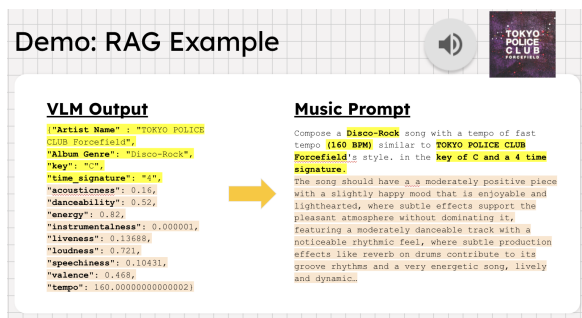 Demo: RAG Example
TOKYO
POLICE
CLUB
FORCEFIELD
VLM Output
{"Artist Name" : "TOKYO POLICE
CLUB Forcefield",
"Album Genre": "Disco-Rock",
"key": "C",
"time_signature": "4",
"acousticness": 0.16,
"danceability": 0.52,
"energy": 0.82,
"instrumentalness": 0.000001,
"liveness": 0.13688,
"loudness": 0.721,
"speechiness": 0.10431,
"valence": 0.468,
"tempo": 160.00000000000002}
Music Prompt
Compose a Disco-Rock song with a tempo of fast
tempo (160 BPM) similar to TOKYO POLICE CLUB
Forcefield's style. in the key of C and a 4 time
signature.
The song should have a a moderately positive piece
with a slightly happy mood that is enjoyable and
lighthearted, where subtle effects support the
pleasant atmosphere without dominating it,
featuring a moderately danceable track with a
noticeable rhythmic feel, where subtle production
effects like reverb on drums contribute to its
groove rhythms and a very energetic song, lively
and dynamic…